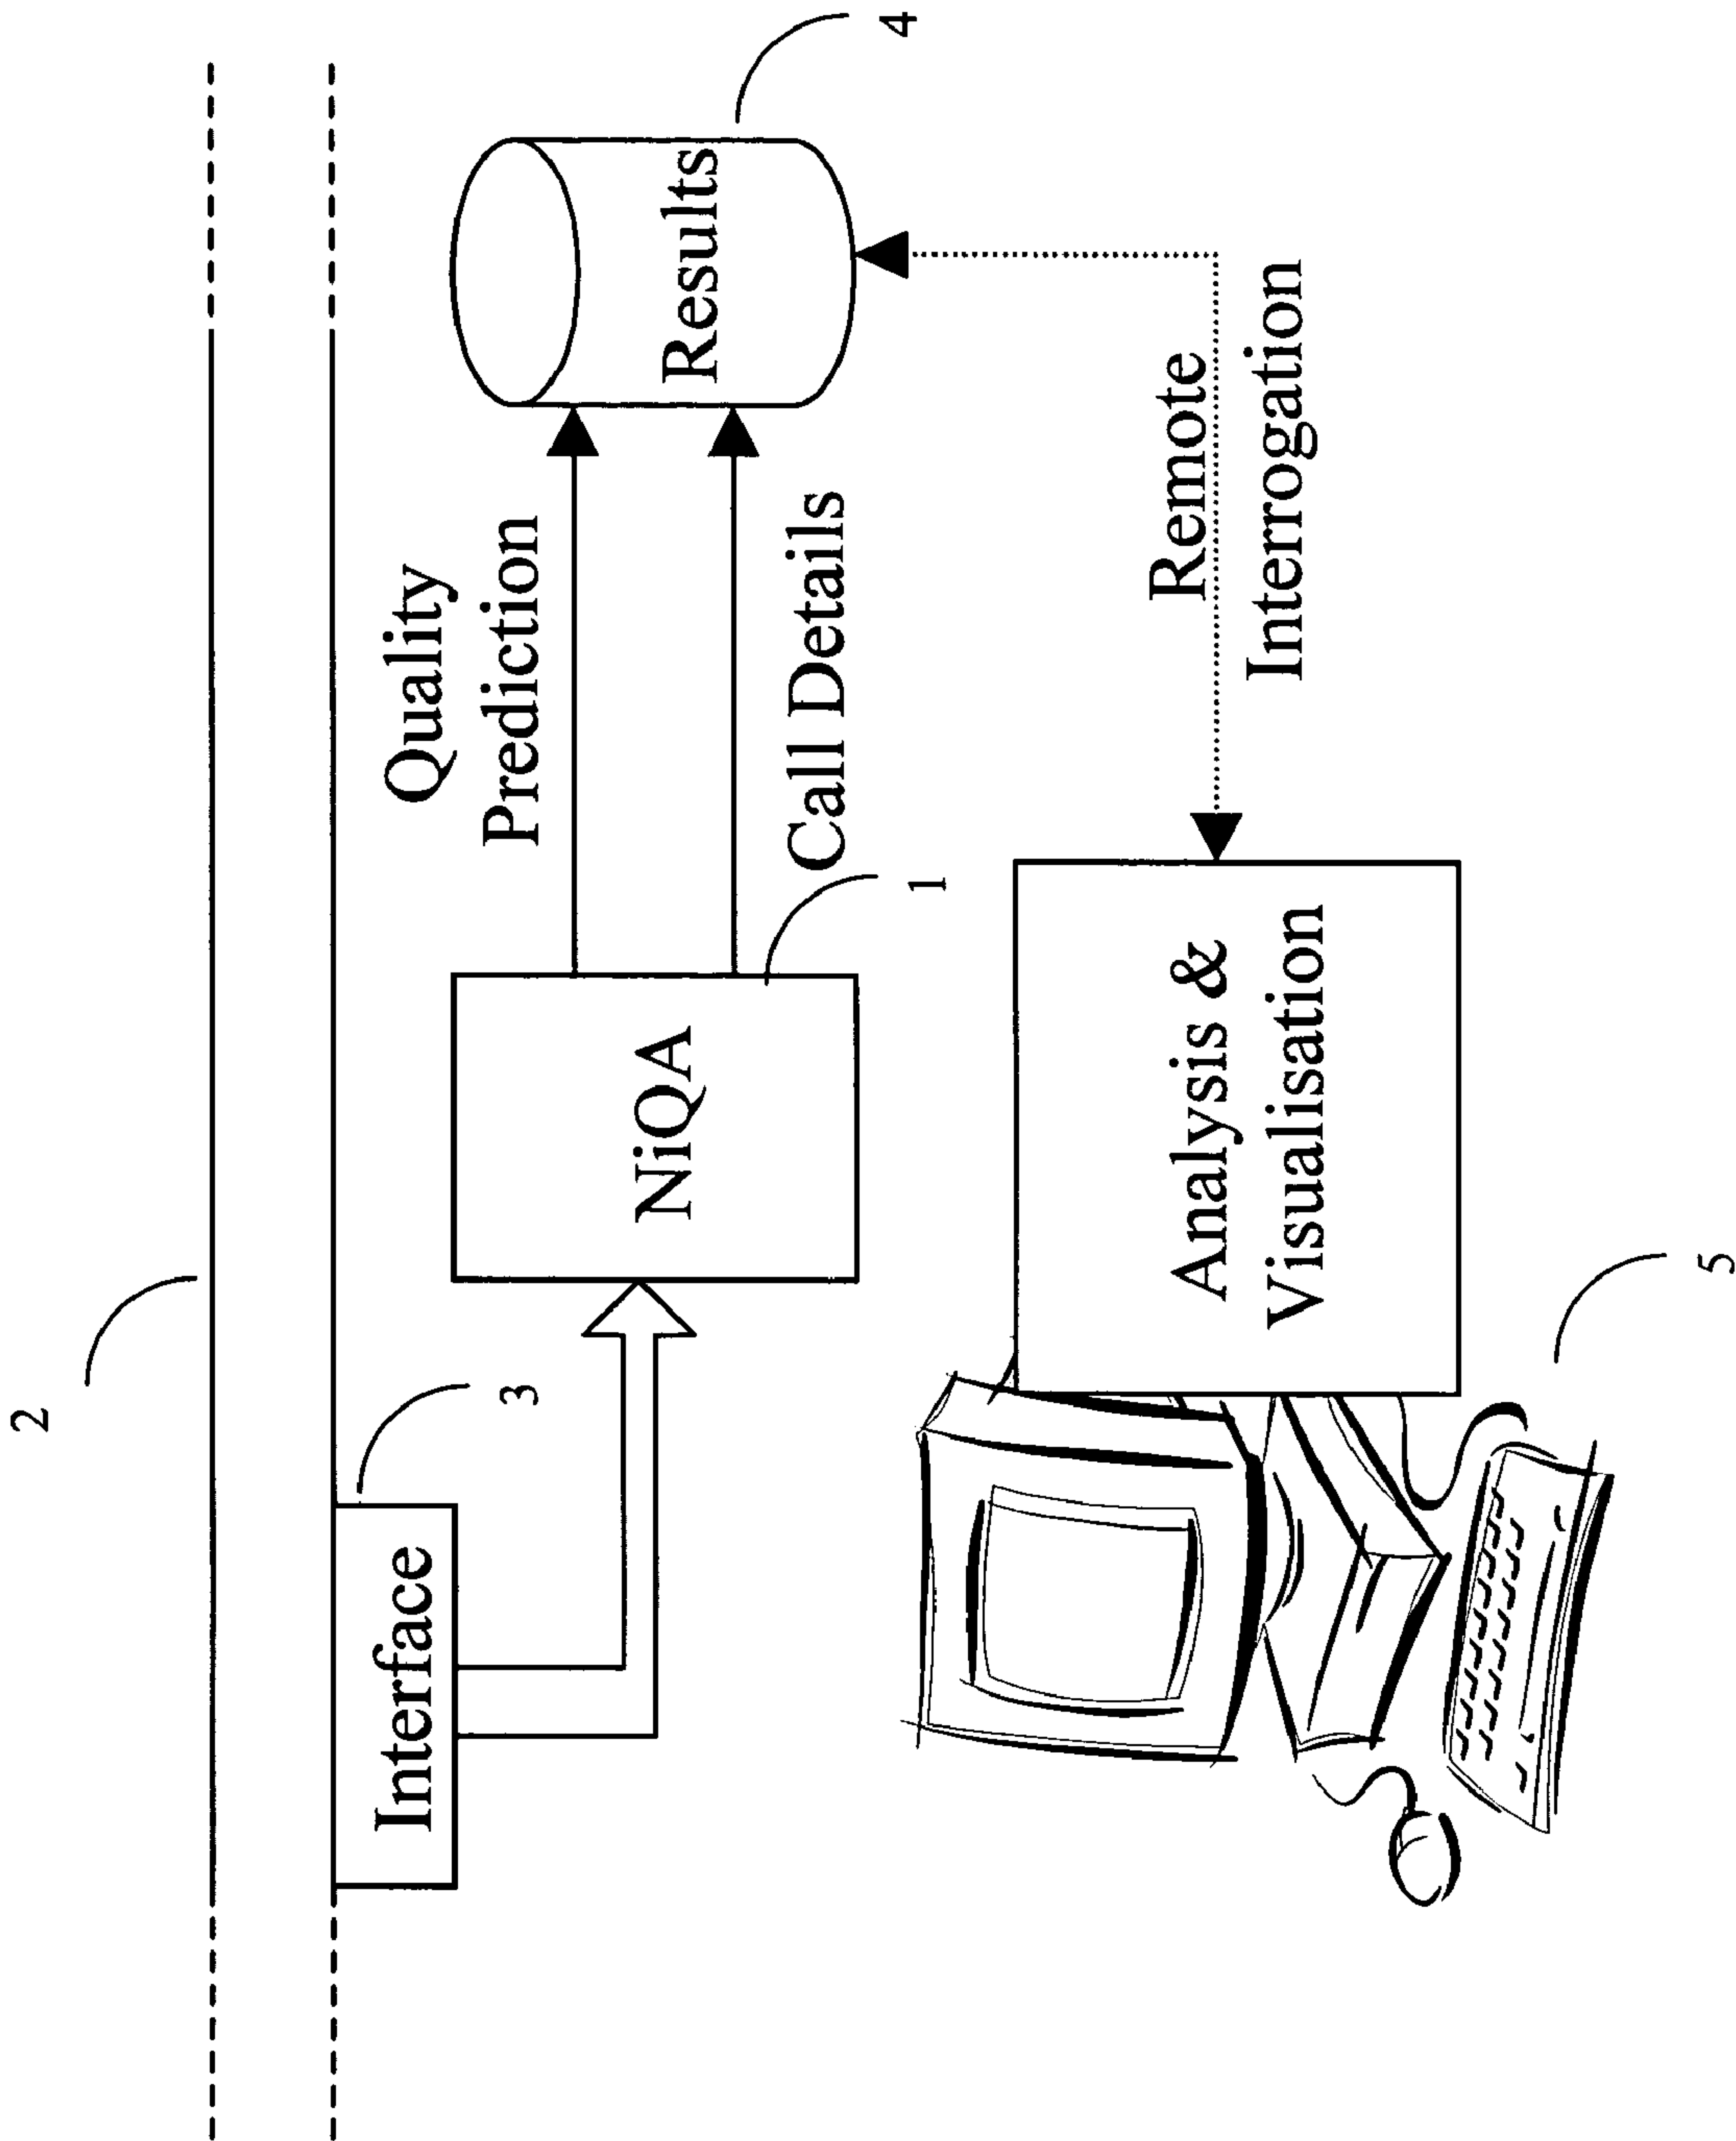 2
Interface
3
Quality
Prediction
NiQA
Call Details
1
Results
4
Remote
Interrogation
Analysis &
Visualisation
5